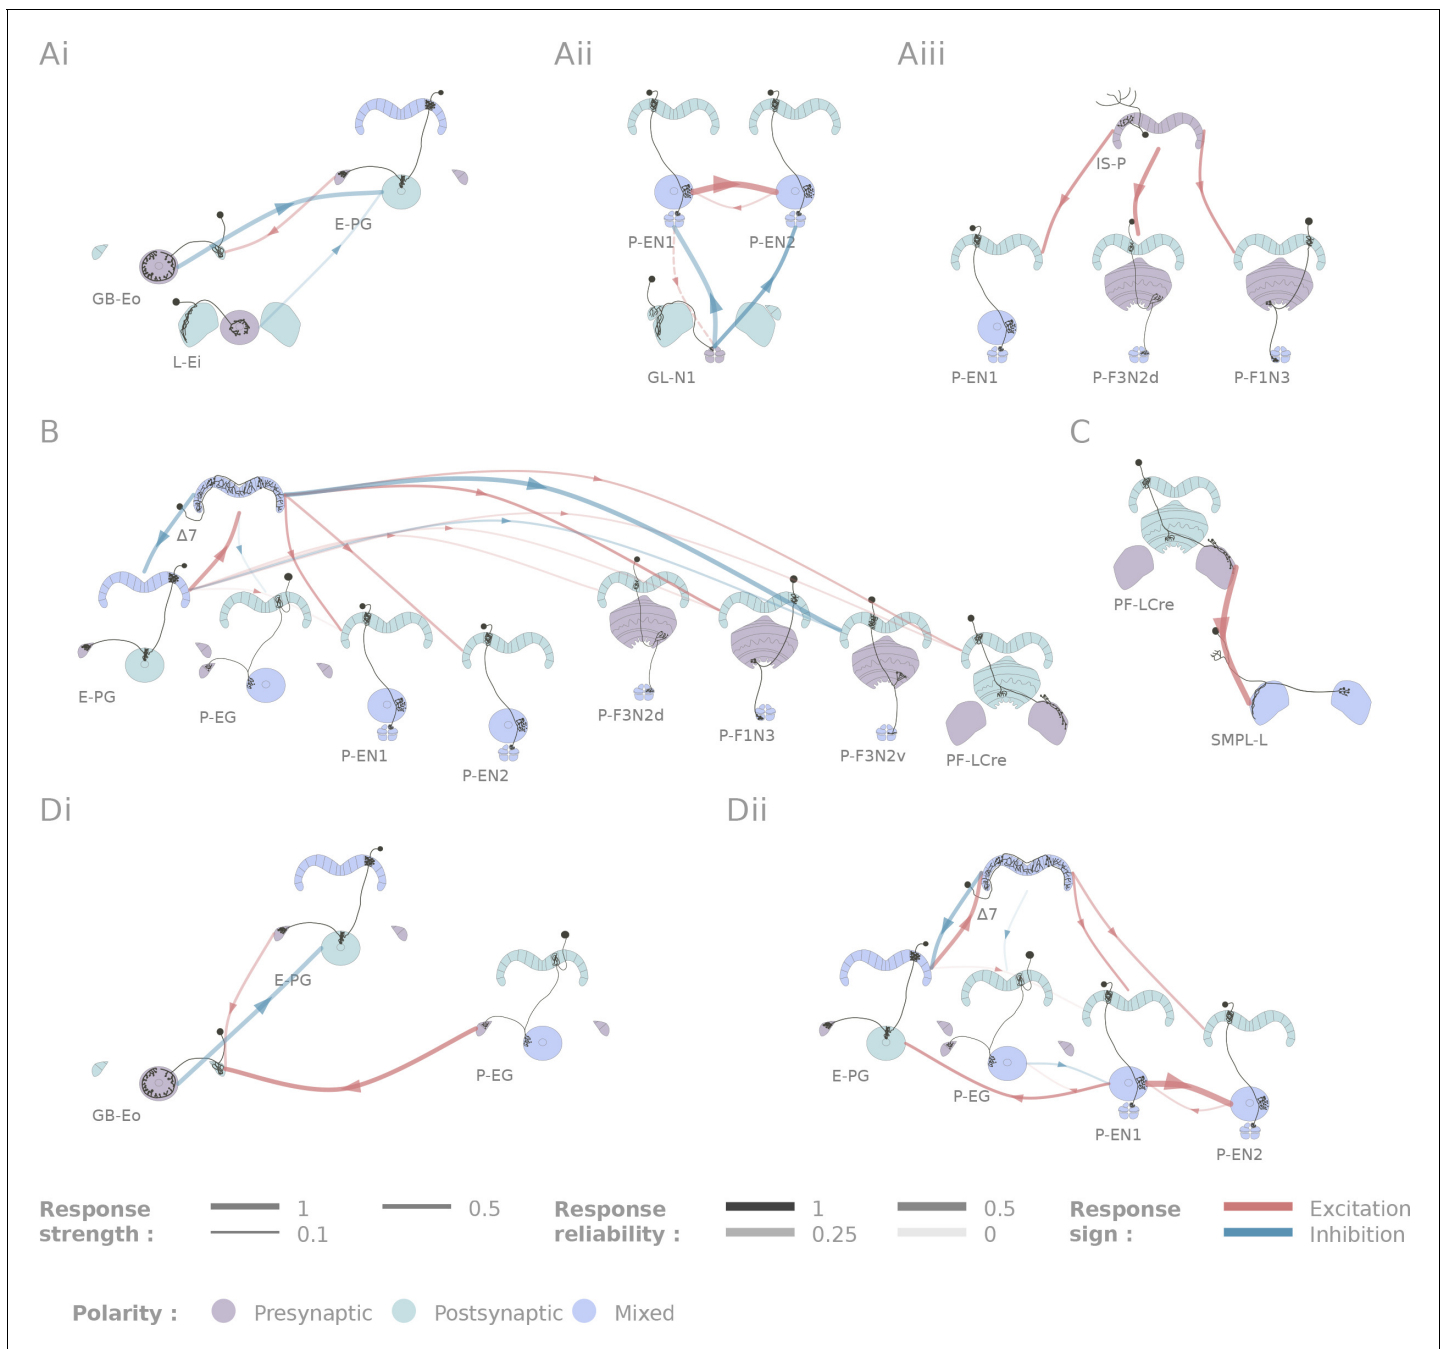 Ai
Aii
Aiii
E-PG
GB-Eo
L-Ei
P-EN1
P-EN2
GL-N1
IS-P
P-EN1
P-F3N2d
P-F1N3
B
C
Δ7
E-PG
P-EG
P-EN1
P-EN2
P-F3N2d
P-F1N3
P-F3N2v
PF-LCre
PF-LCre
SMPL-L
Di
Dii
E-PG
GB-Eo
P-EG
Δ7
E-PG
P-EG
P-EN1
P-EN2
Response strength :
1
0.5
0.1
Response reliability :
1
0.5
0.25
0
Response sign :
Excitation
Inhibition
Polarity :
Presynaptic
Postsynaptic
Mixed